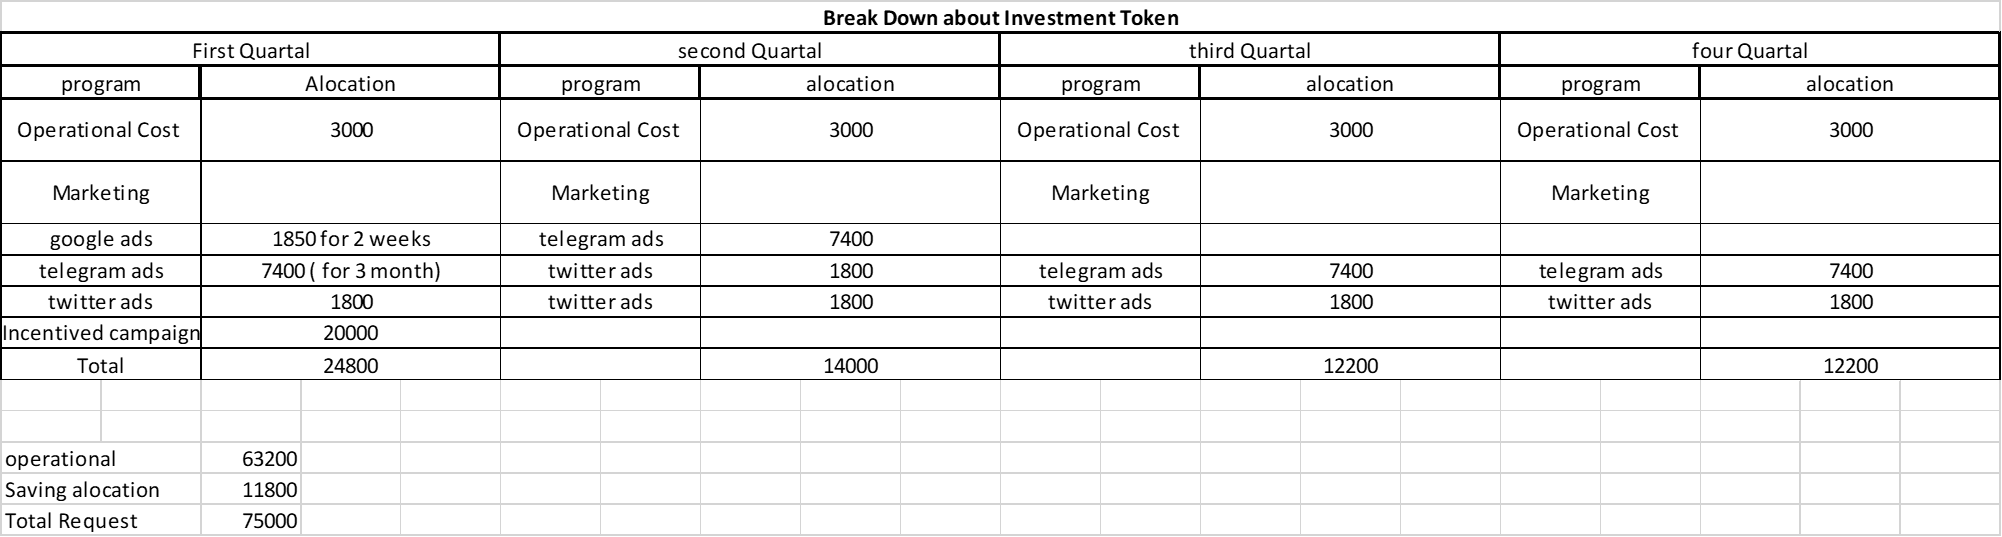 Break Down about Investment Token
First Quartal second Quartal third Quartal four Quartal
program Alocation program alocation program alocation program alocation
Operational Cost 3000 Operational Cost 3000 Operational Cost 3000 Operational Cost 3000
Marketing Marketing Marketing Marketing
google ads 1850 for 2 weeks telegram ads 7400
telegram ads 7400 ( for 3 month) twitter ads 1800 telegram ads 7400 telegram ads 7400
twitter ads 1800 twitter ads 1800 twitter ads 1800 twitter ads 1800
Incentived campaign 20000
Total 24800 14000 12200 12200
operational 63200
Saving alocation 11800
Total Request 75000